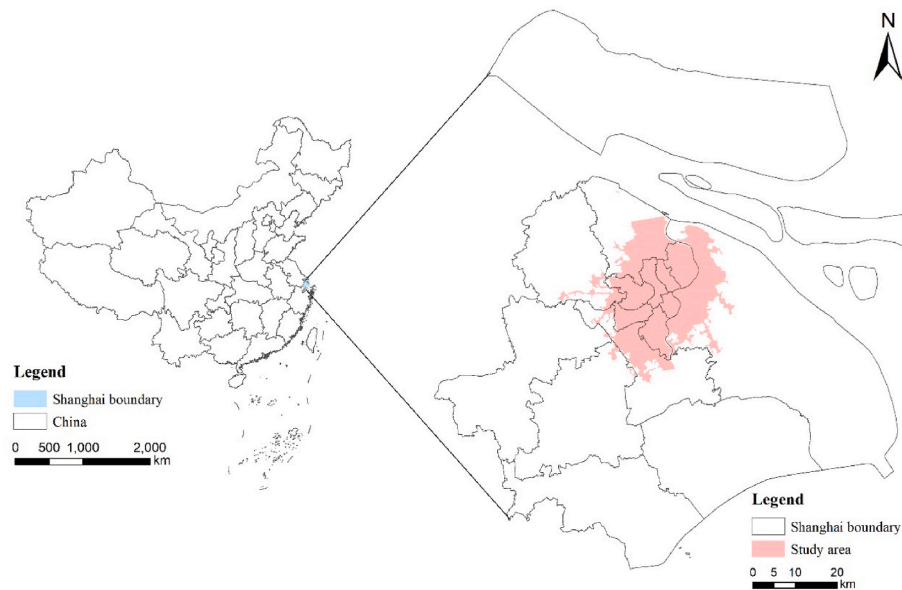 N
Legend
Shanghai boundary
China
0 500 1,000 2,000
km
Legend
Shanghai boundary
Study area
0 5 10 20
km